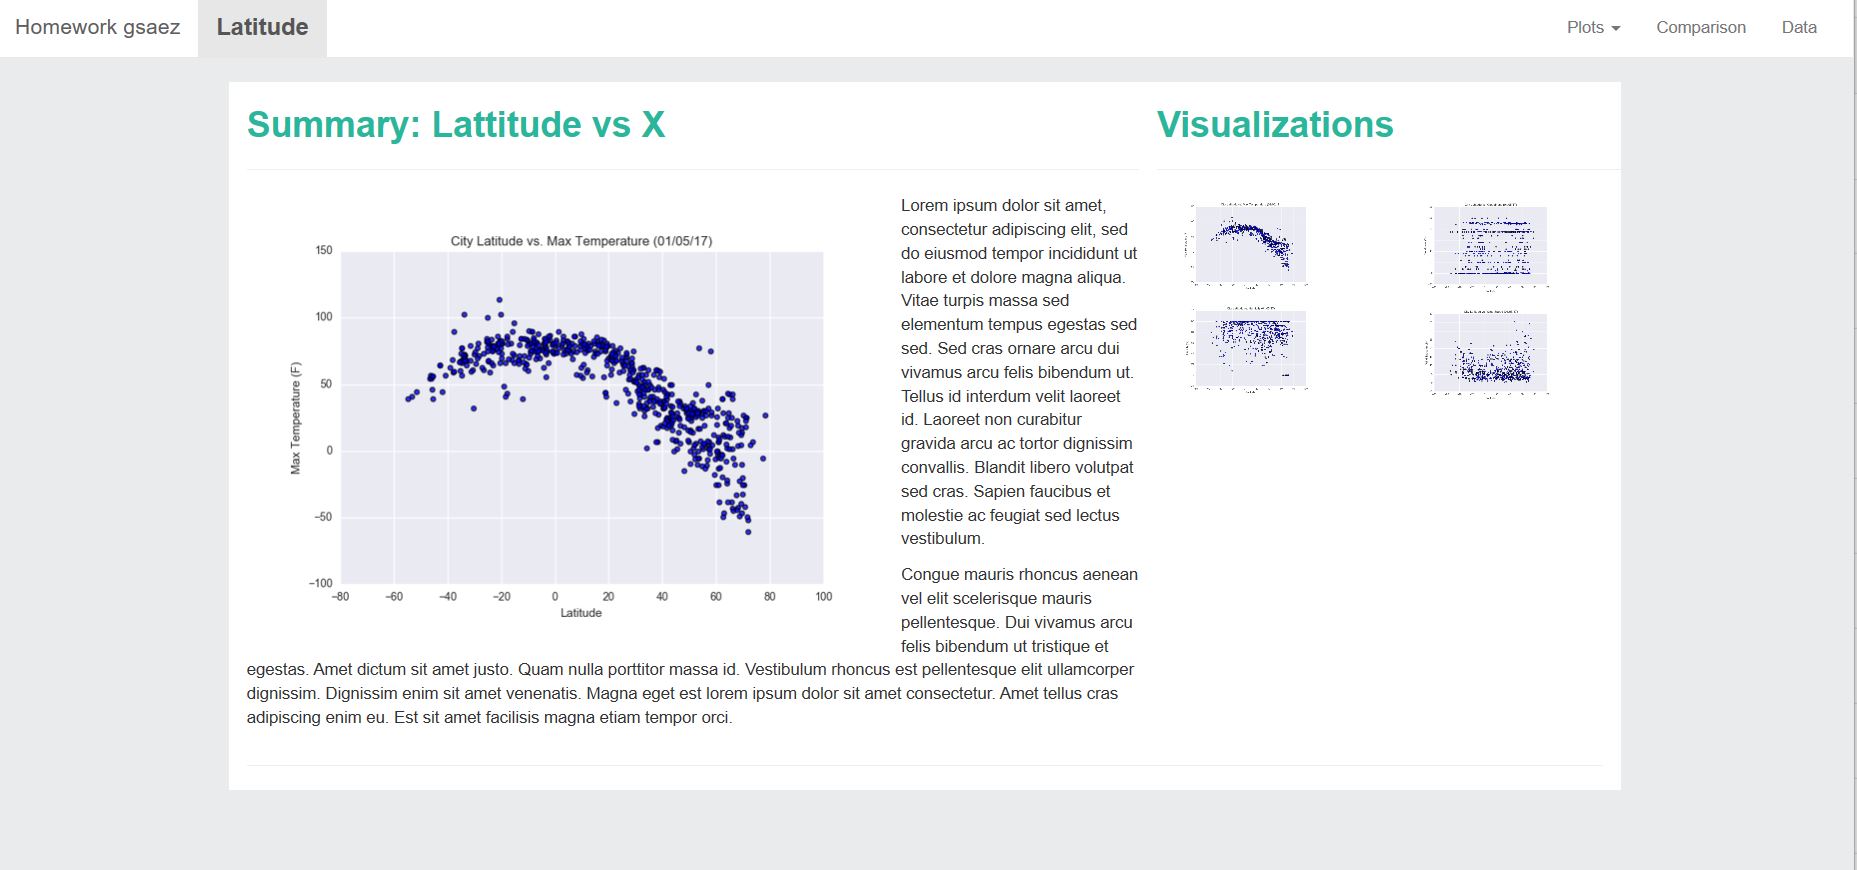 Homework gsaez
Latitude
Plots
Comparison
Data
Summary: Lattitude vs X
City Latitude vs. Max Temperature (01/05/17)
Max Temperature (F)
150
100
50
0
−50
−100
−80 −60 −40 −20 0 20 40 60 80 100
Latitude
Lorem ipsum dolor sit amet,
consectetur adipiscing elit, sed
do eiusmod tempor incididunt ut
labore et dolore magna aliqua.
Vitae turpis massa sed
elementum tempus egestas sed
sed. Sed cras ornare arcu dui
vivamus arcu felis bibendum ut.
Tellus id interdum velit laoreet
id. Laoreet non curabitur
gravida arcu ac tortor dignissim
convallis. Blandit libero volutpat
sed cras. Sapien faucibus et
molestie ac feugiat sed lectus
vestibulum.
Congue mauris rhoncus aenean
vel elit scelerisque mauris
pellentesque. Dui vivamus arcu
felis bibendum ut tristique et
egestas. Amet dictum sit amet justo. Quam nulla porttitor massa id. Vestibulum rhoncus est pellentesque elit ullamcorper
dignissim. Dignissim enim sit amet venenatis. Magna eget est lorem ipsum dolor sit amet consectetur. Amet tellus cras
adipiscing enim eu. Est sit amet facilisis magna etiam tempor orci.
Visualizations